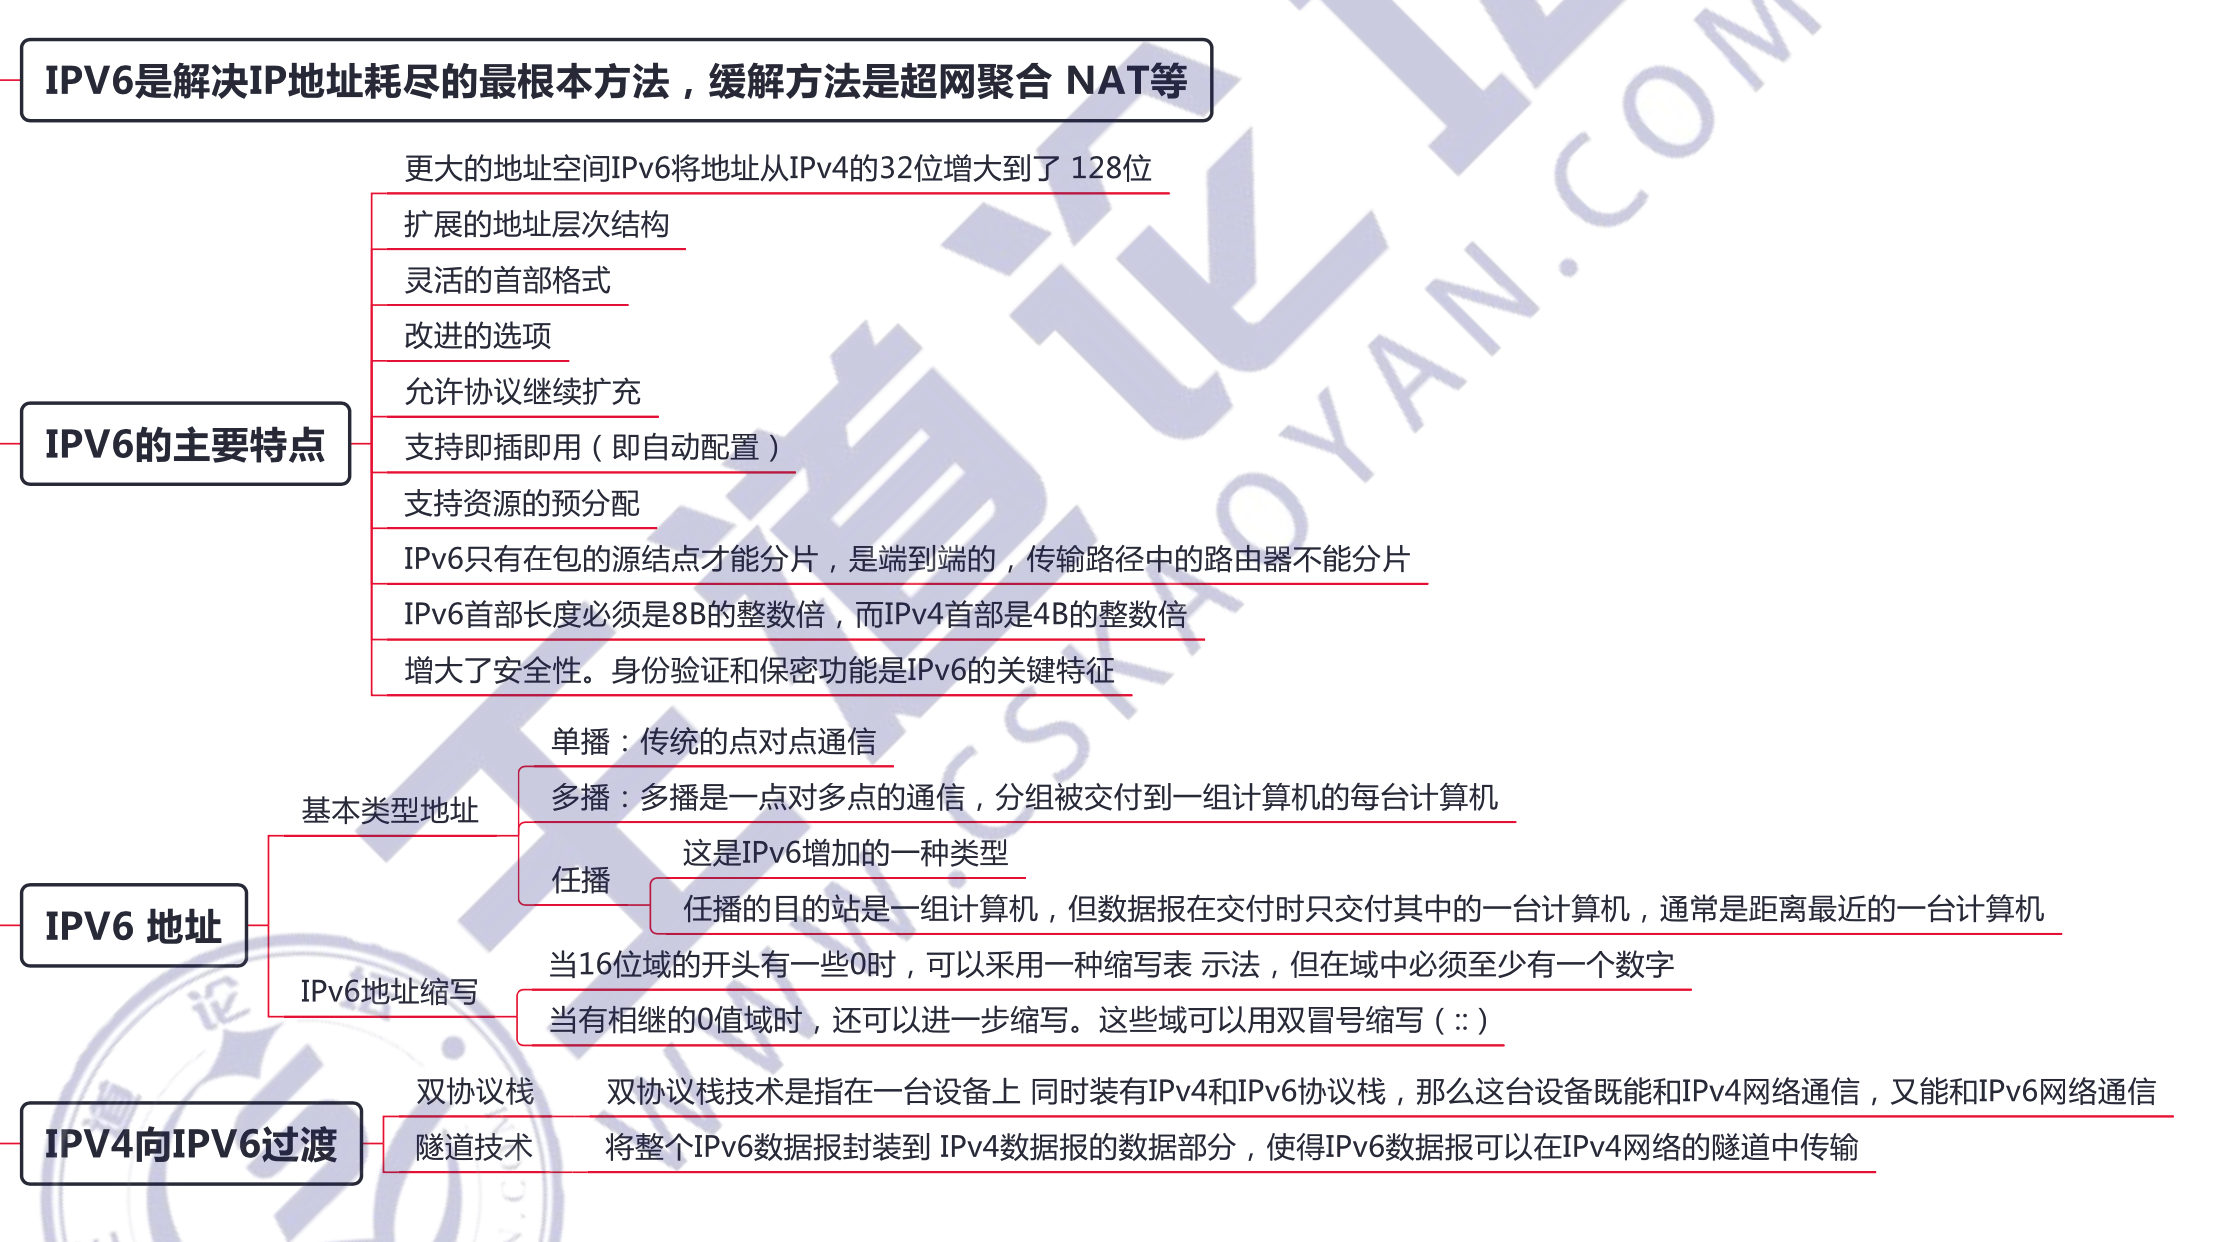 IPV6是解决IP地址耗尽的最根本方法，缓解方法是超网聚合 NAT等
IPV6的主要特点
更大的地址空间IPv6将地址从IPv4的32位增大到了 128位
扩展的地址层次结构
灵活的首部格式
改进的选项
允许协议继续扩充
支持即插即用（即自动配置）
支持资源的预分配
IPv6只有在包的源结点才能分片，是端到端的，传输路径中的路由器不能分片
IPv6首部长度必须是8B的整数倍，而IPv4首部是4B的整数倍
增大了安全性。身份验证和保密功能是IPv6的关键特征
IPV6 地址
基本类型地址
单播：传统的点对点通信
多播：多播是一点对多点的通信，分组被交付到一组计算机的每台计算机
任播
这是IPv6增加的一种类型
任播的目的站是一组计算机，但数据报在交付时只交付其中的一台计算机，通常是距离最近的一台计算机
IPv6地址缩写
当16位域的开头有一些0时，可以采用一种缩写表 示法，但在域中必须至少有一个数字
当有相继的0值域时，还可以进一步缩写。这些域可以用双冒号缩写（::）
IPV4向IPV6过渡
双协议栈
双协议栈技术是指在一台设备上 同时装有IPv4和IPv6协议栈，那么这台设备既能和IPv4网络通信，又能和IPv6网络通信
隧道技术
将整个IPv6数据报封装到 IPv4数据报的数据部分，使得IPv6数据报可以在IPv4网络的隧道中传输
王道论坛
WWW.CSKAOYAN.COM
道论坛